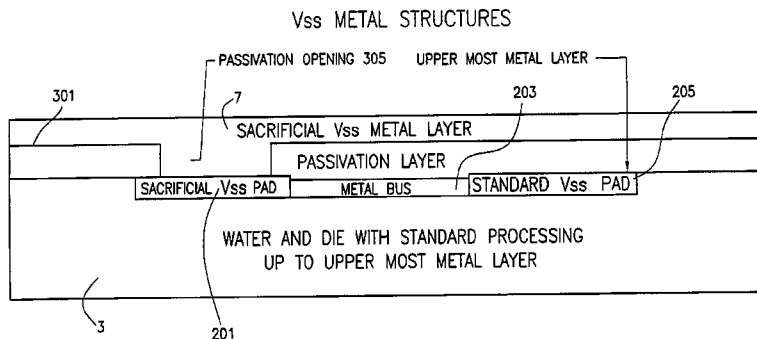 Vss METAL STRUCTURES
PASSIVATION OPENING 305
UPPER MOST METAL LAYER
301
7
203
205
SACRIFICIAL Vss METAL LAYER
PASSIVATION LAYER
SACRIFICIAL Vss PAD
METAL BUS
STANDARD Vss PAD
WATER AND DIE WITH STANDARD PROCESSING
UP TO UPPER MOST METAL LAYER
3
201